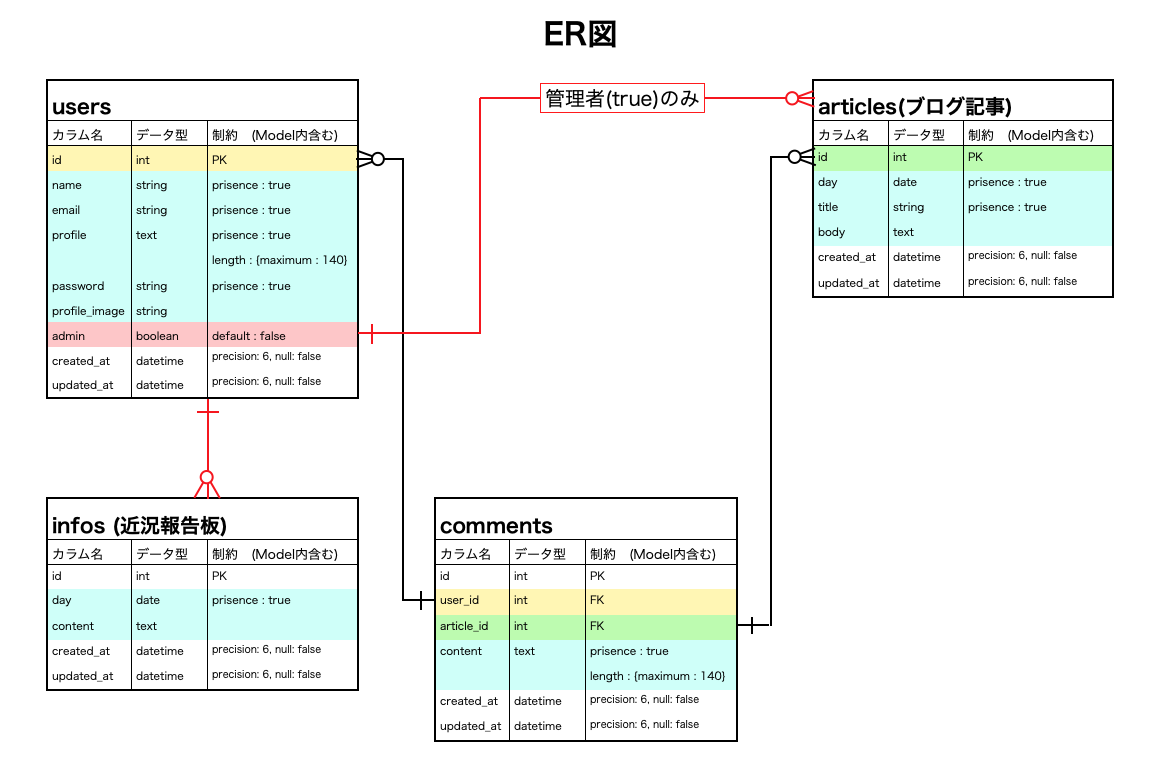 ER図
users
カラム名 データ型 制約 (Model内含む)
id int PK
name string prisence : true
email string prisence : true
profile text prisence : true
length : {maximum : 140}
password string prisence : true
profile_image string
admin boolean default : false
created_at datetime precision: 6, null: false
updated_at datetime precision: 6, null: false
管理者(true)のみ
articles(ブログ記事)
カラム名 データ型 制約 (Model内含む)
id int PK
day date prisence : true
title string prisence : true
body text
created_at datetime precision: 6, null: false
updated_at datetime precision: 6, null: false
infos (近況報告板)
カラム名 データ型 制約 (Model内含む)
id int PK
day date prisence : true
content text
created_at datetime precision: 6, null: false
updated_at datetime precision: 6, null: false
comments
カラム名 データ型 制約 (Model内含む)
id int PK
user_id int FK
article_id int FK
content text prisence : true
length : {maximum : 140}
created_at datetime precision: 6, null: false
updated_at datetime precision: 6, null: false